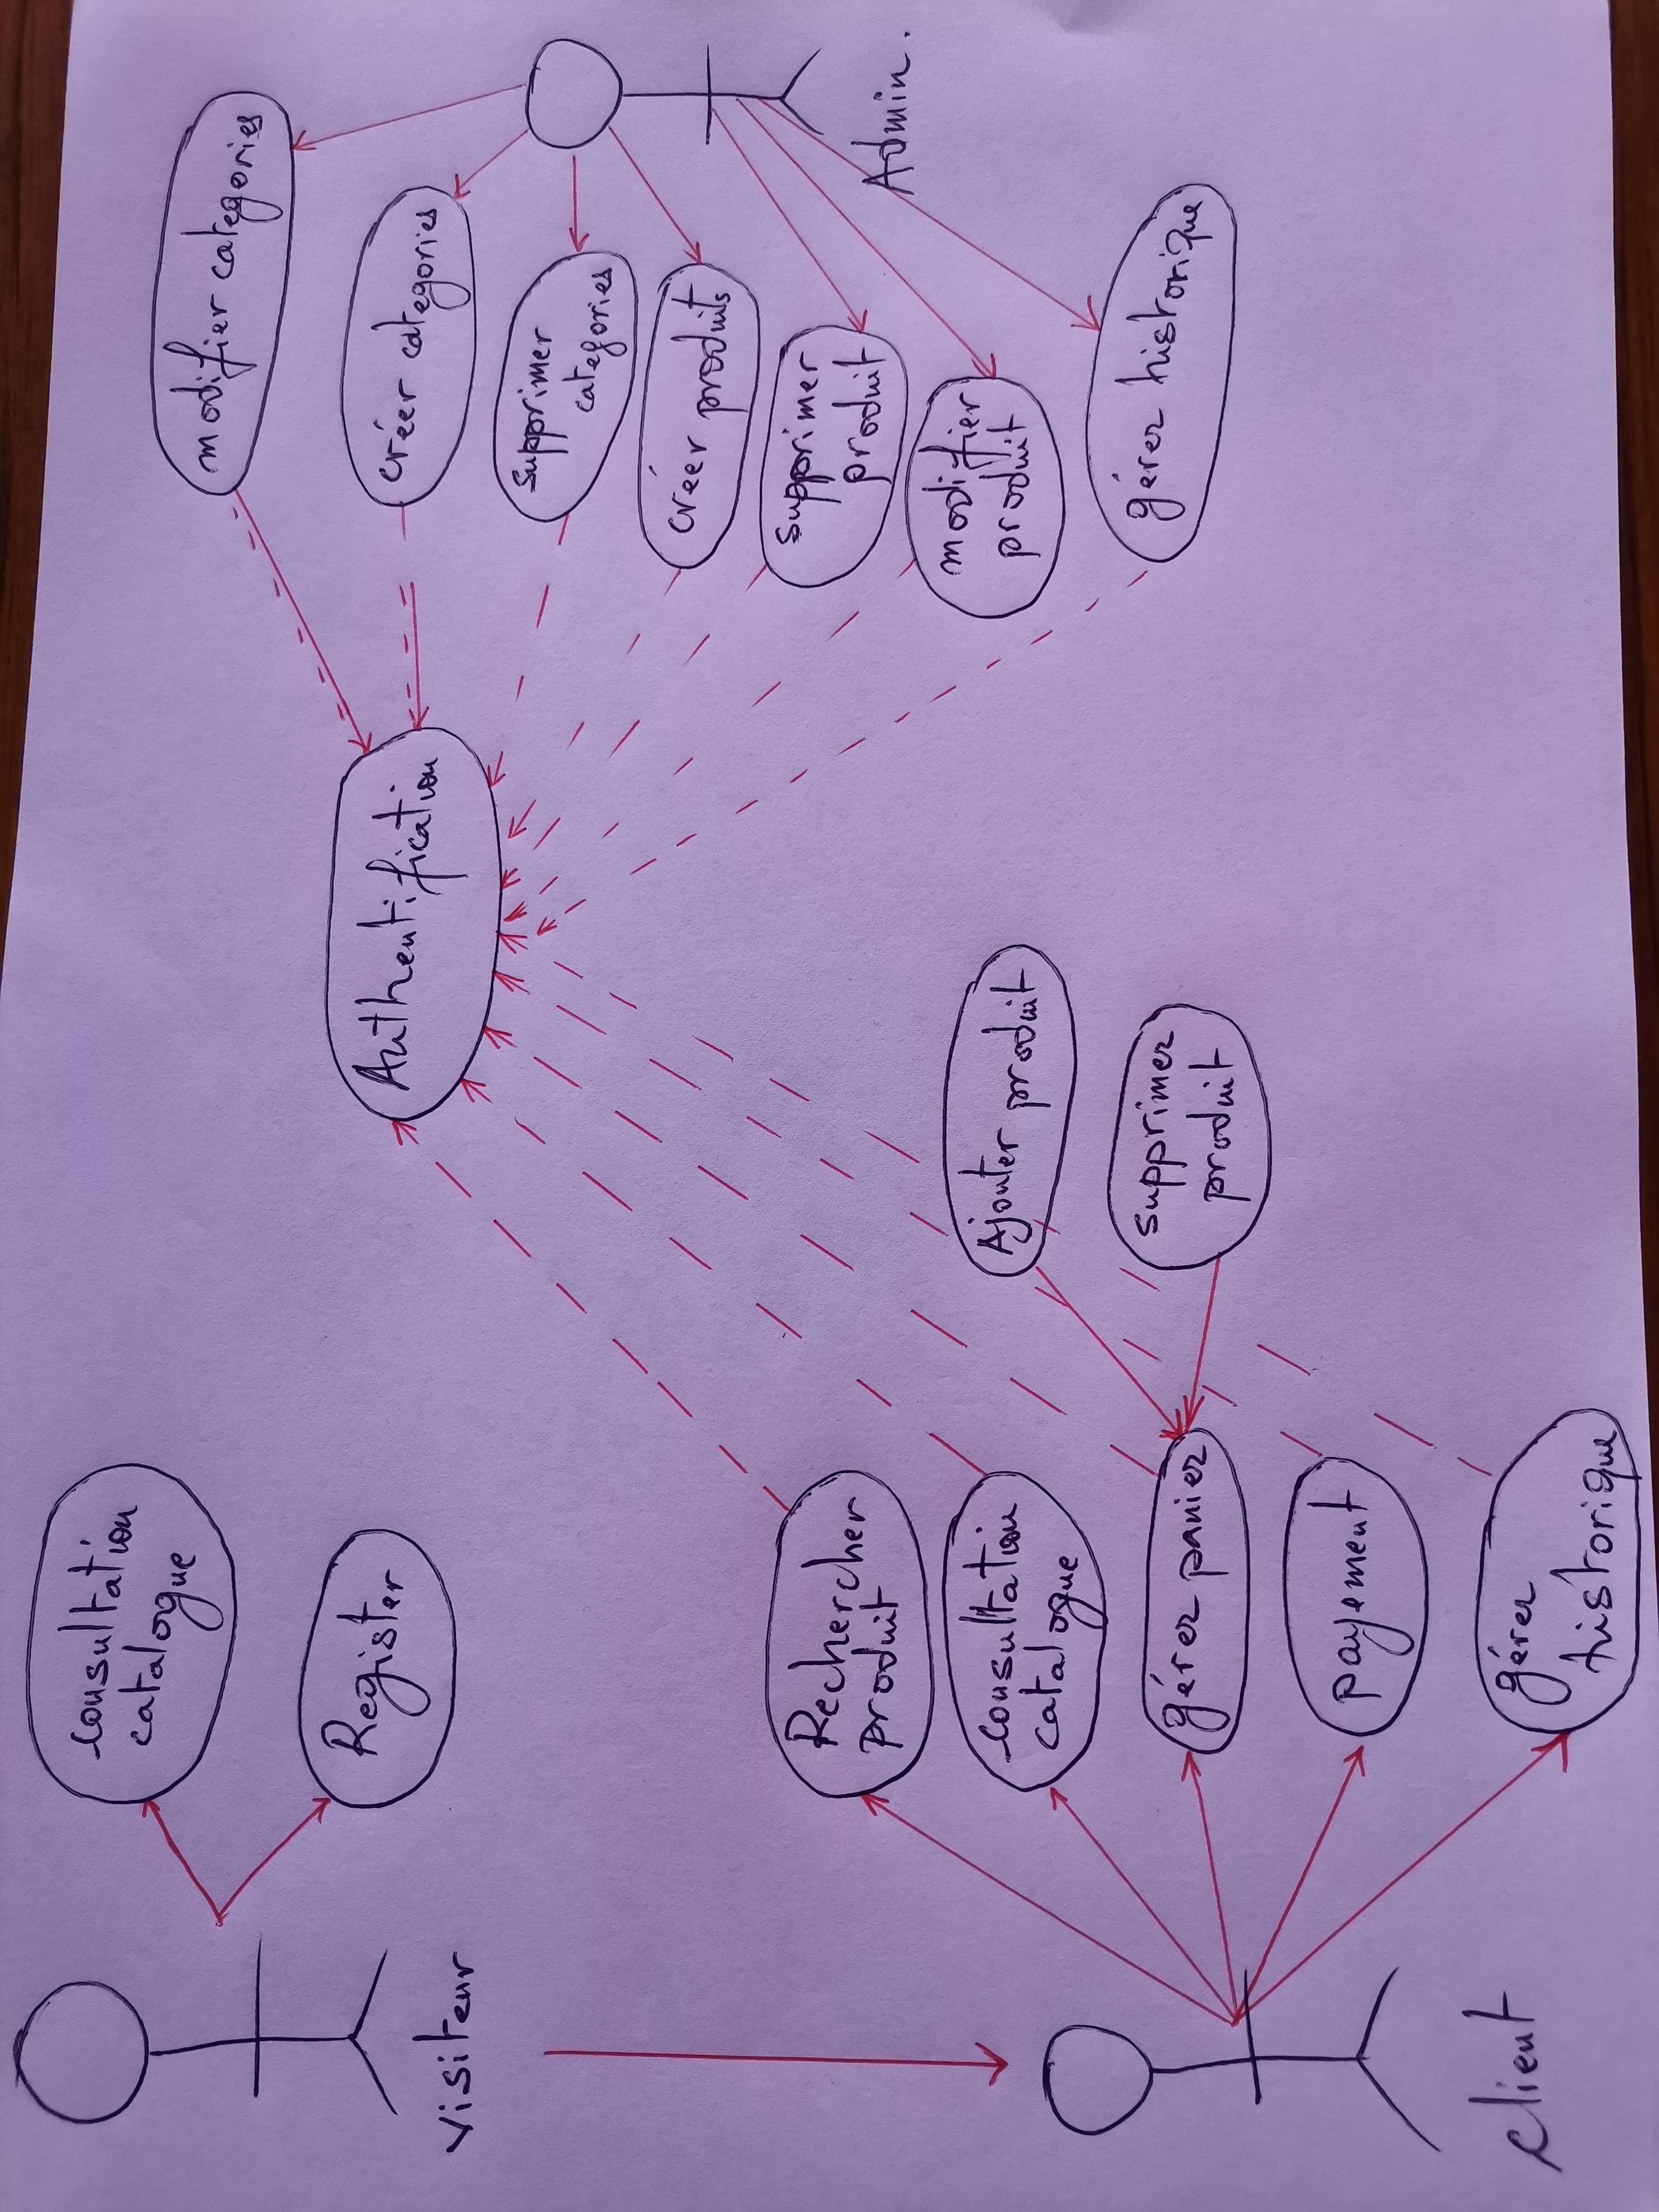 consultation
catalogue
Register
visiteur
Authentification
modifier categories
créer categories
supprimer
categories
créer produits
supprimer
produit
modifier
produit
gérer historique
Admin.
Rechercher
produit
consultation
catalogue
gérer panier
payement
gérer
historique
Ajouter produit
supprimer
produit
client